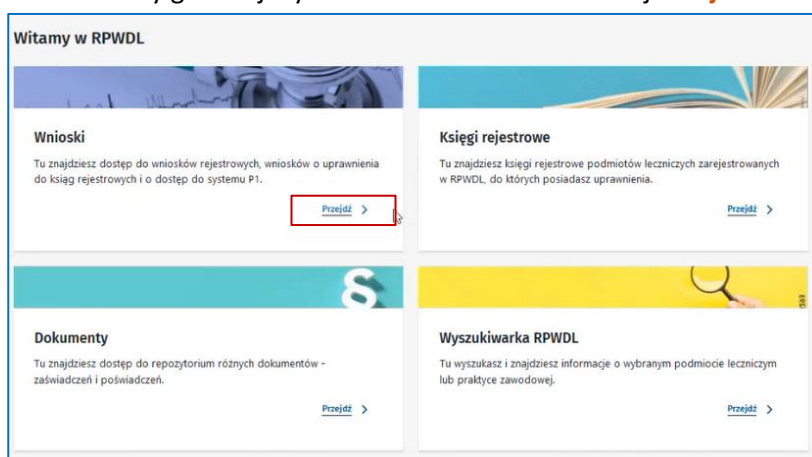 Witamy w RPWDL
Wnioski
Tu znajdziesz dostęp do wniosków rejestrowych, wniosków o uprawnienia
do ksiąg rejestrowych i o dostęp do systemu P1.
Przejdź
Księgi rejestrowe
Tu znajdziesz księgi rejestrowe podmiotów leczniczych zarejestrowanych
w RPWDL, do których posiadasz uprawnienia.
Przejdź
§
Dokumenty
Tu znajdziesz dostęp do repozytorium różnych dokumentów -
zaświadczeń i poświadczeń.
Przejdź
Wyszukiwarka RPWDL
Tu wyszukasz i znajdziesz informacje o wybranym podmiocie leczniczym
lub praktyce zawodowej.
Przejdź